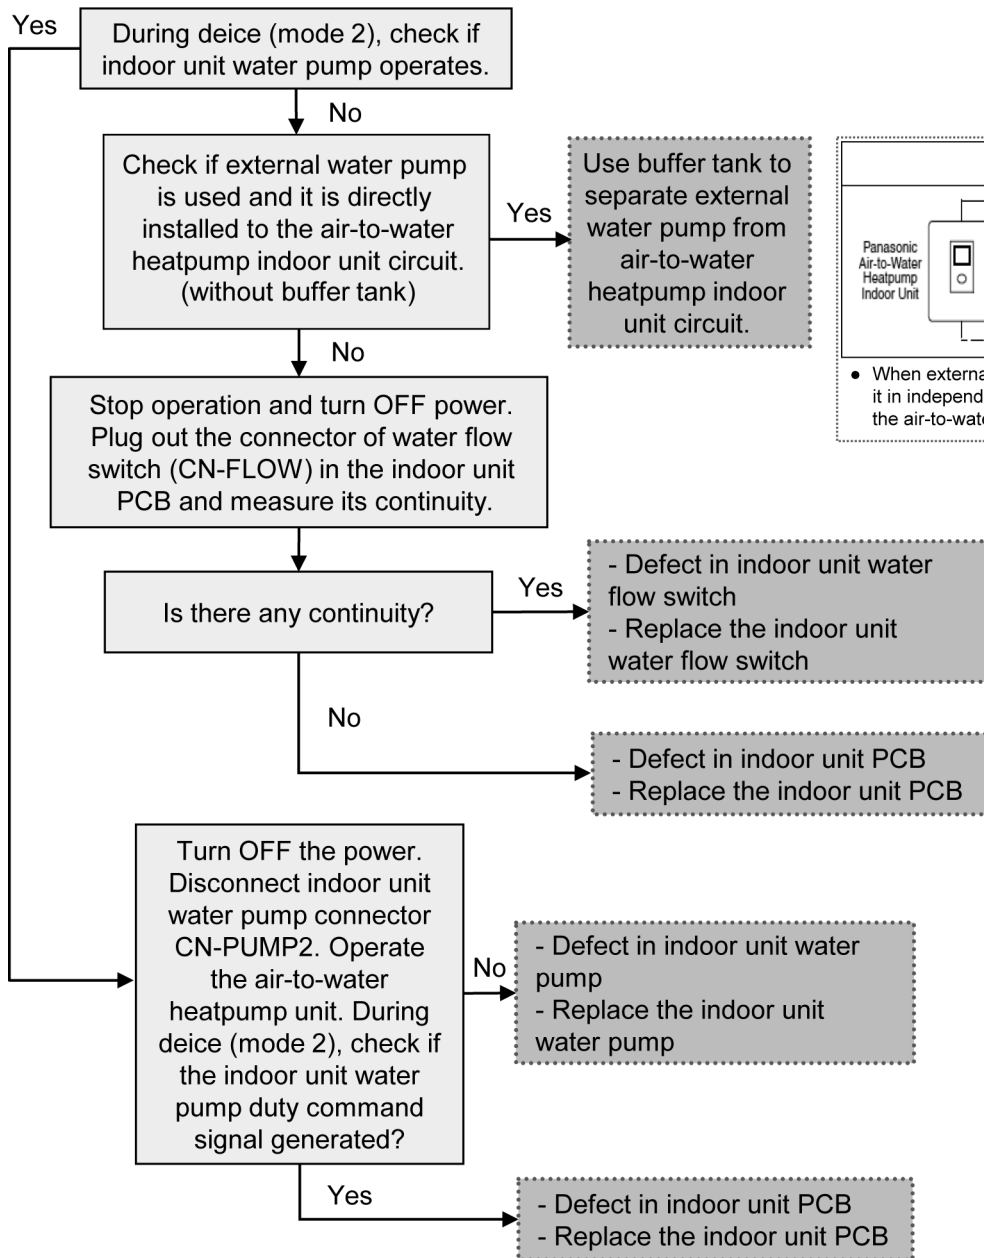 Yes
During deice (mode 2), check if
indoor unit water pump operates.
No
Check if external water pump
is used and it is directly
installed to the air-to-water
heatpump indoor unit circuit.
(without buffer tank)
Yes
Use buffer tank to
separate external
water pump from
air-to-water
heatpump indoor
unit circuit.
Panasonic
Air-to-Water
Heatpump
Indoor Unit
● When externa
it in independ
the air-to-wate
No
Stop operation and turn OFF power.
Plug out the connector of water flow
switch (CN-FLOW) in the indoor unit
PCB and measure its continuity.
Is there any continuity?
Yes
- Defect in indoor unit water
flow switch
- Replace the indoor unit
water flow switch
No
- Defect in indoor unit PCB
- Replace the indoor unit PCB
Turn OFF the power.
Disconnect indoor unit
water pump connector
CN-PUMP2. Operate
the air-to-water
heatpump unit. During
deice (mode 2), check if
the indoor unit water
pump duty command
signal generated?
No
- Defect in indoor unit water
pump
- Replace the indoor unit
water pump
Yes
- Defect in indoor unit PCB
- Replace the indoor unit PCB